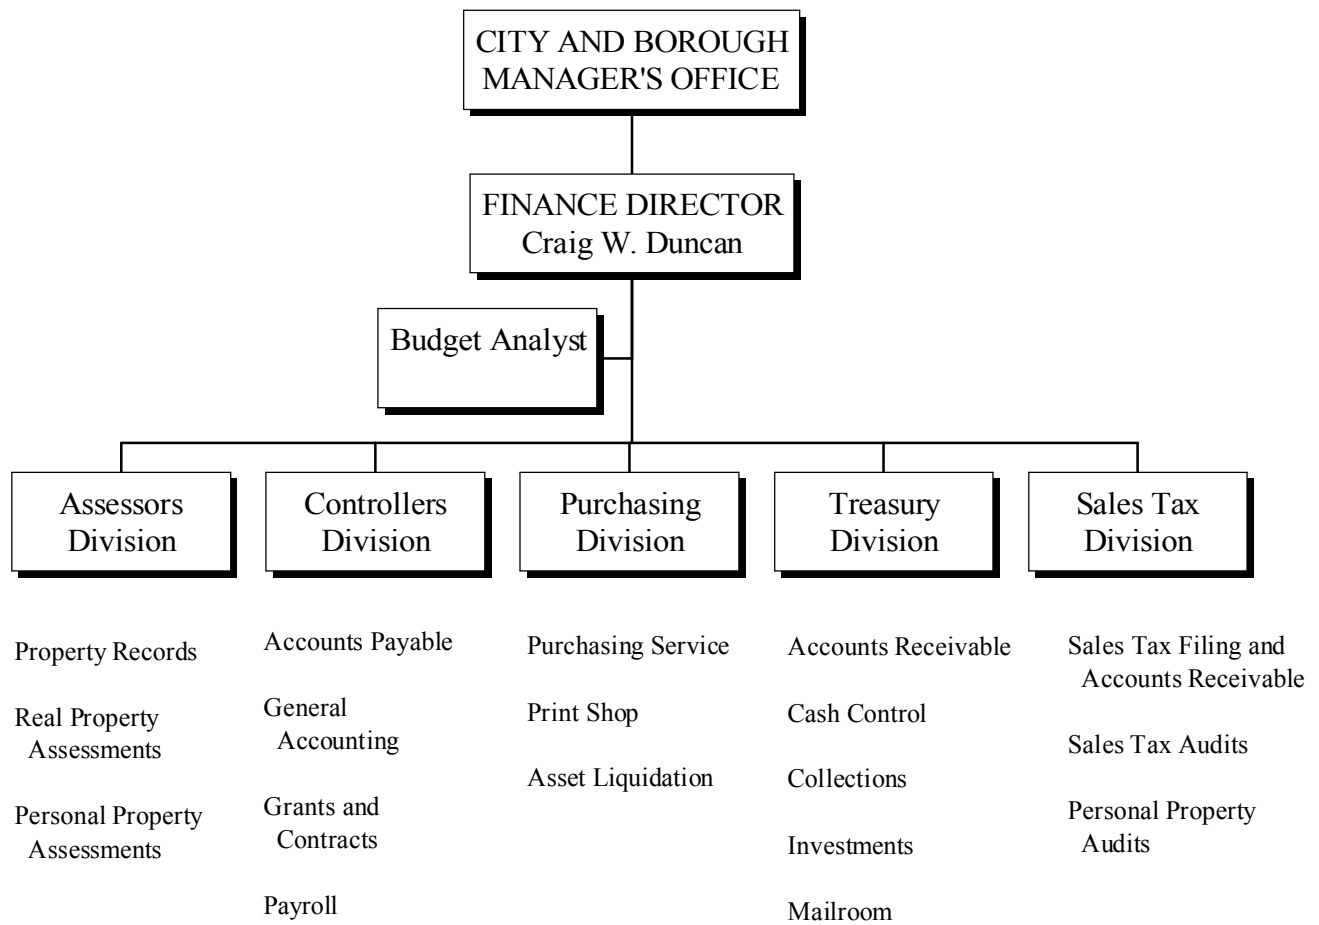 CITY AND BOROUGH
MANAGER'S OFFICE
FINANCE DIRECTOR
Craig W. Duncan
Budget Analyst
Assessors
Division
Controllers
Division
Purchasing
Division
Treasury
Division
Sales Tax
Division
Property Records
Real Property
Assessments
Personal Property
Assessments
Accounts Payable
General
Accounting
Grants and
Contracts
Payroll
Purchasing Service
Print Shop
Asset Liquidation
Accounts Receivable
Cash Control
Collections
Investments
Mailroom
Sales Tax Filing and
Accounts Receivable
Sales Tax Audits
Personal Property
Audits